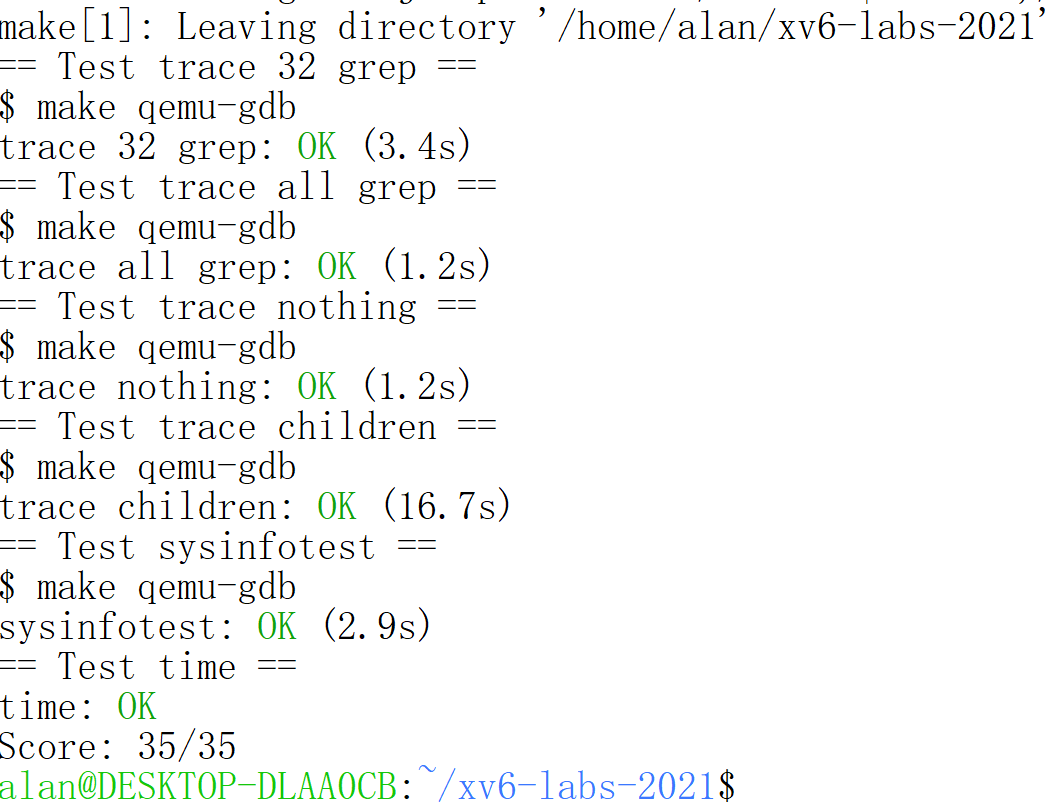 make[1]: Leaving directory '/home/alan/xv6-labs-2021'
== Test trace 32 grep ==
$ make qemu-gdb
trace 32 grep: OK (3.4s)
== Test trace all grep ==
$ make qemu-gdb
trace all grep: OK (1.2s)
== Test trace nothing ==
$ make qemu-gdb
trace nothing: OK (1.2s)
== Test trace children ==
$ make qemu-gdb
trace children: OK (16.7s)
== Test sysinfotest ==
$ make qemu-gdb
sysinfotest: OK (2.9s)
== Test time ==
time: OK
Score: 35/35
alan@DESKTOP-DLAA0CB:~/xv6-labs-2021$